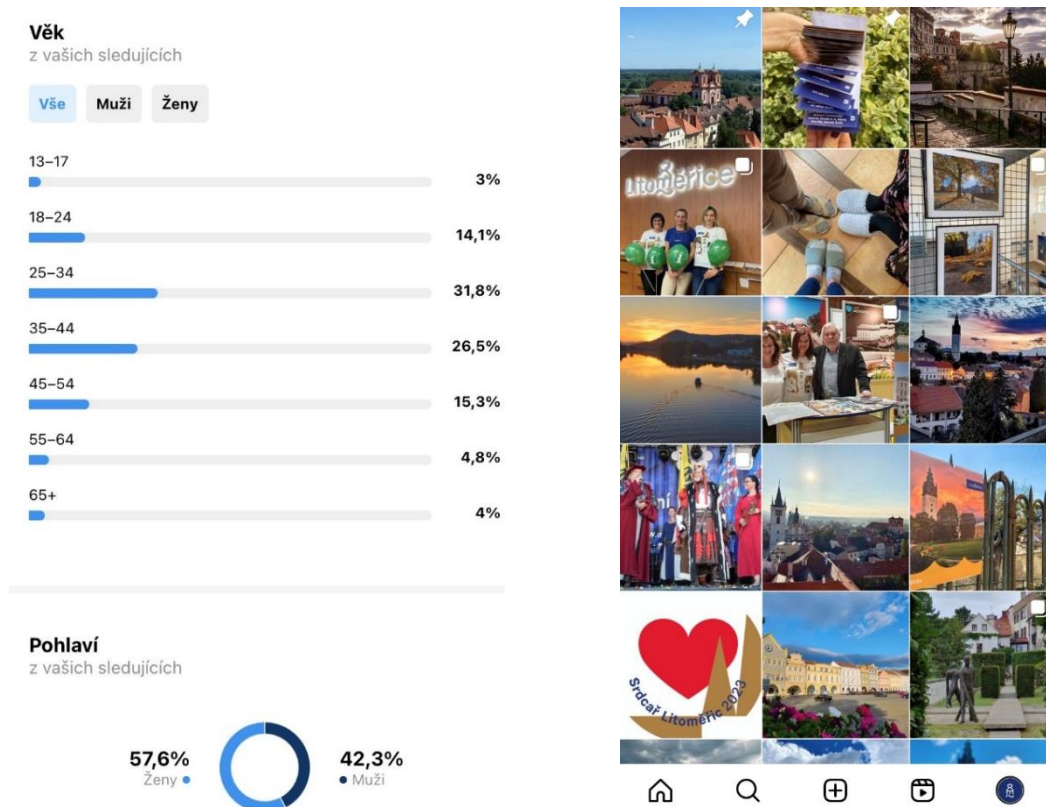 Věk
z vašich sledujících
Vše Muži Ženy
13–17
3%
18–24
14,1%
25–34
31,8%
35–44
26,5%
45–54
15,3%
55–64
4,8%
65+
4%
Pohlaví
z vašich sledujících
57,6%
Ženy
42,3%
Muži
Litoměřice
Srdcař Litoměřic 2023